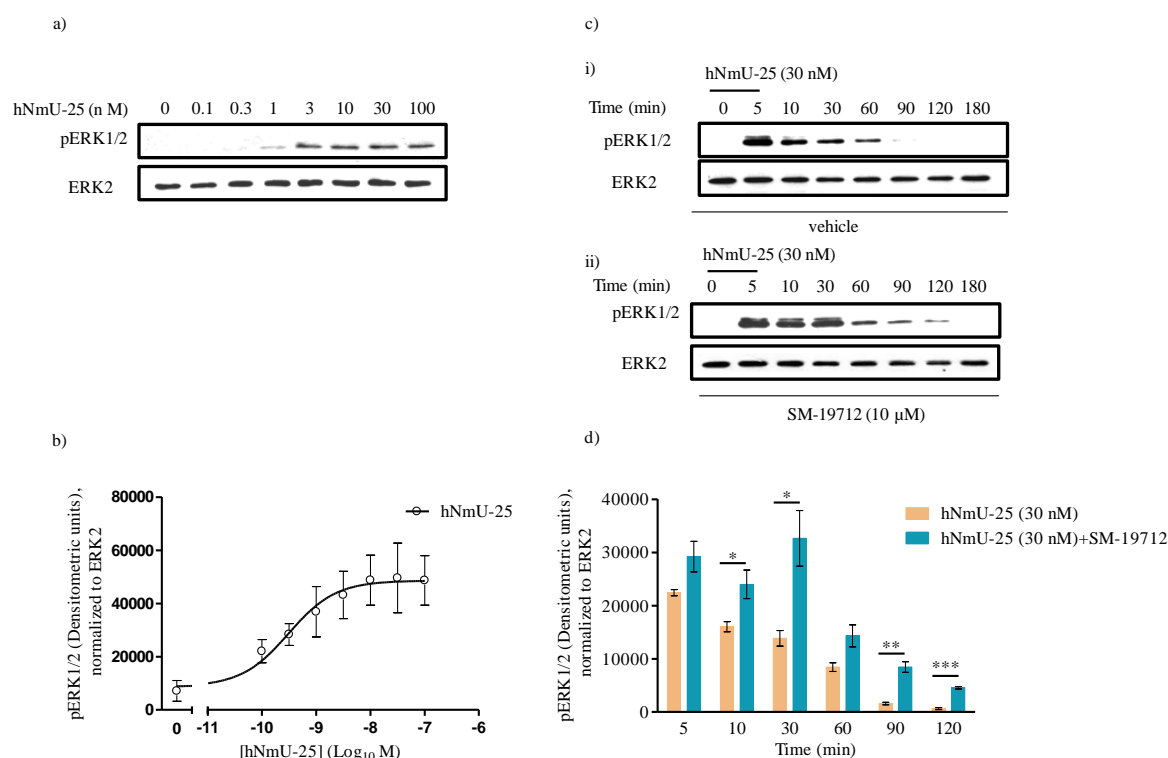 a)
hNmU-25 (n M) 0 0.1 0.3 1 3 10 30 100
pERK1/2
ERK2
b)
pERK1/2 (Densitometric units),
normalized to ERK2
80000
60000
40000
20000
0
0 -11 -10 -9 -8 -7 -6
[hNmU-25] (Log10 M)
hNmU-25
c)
i)
hNmU-25 (30 nM)
Time (min) 0 5 10 30 60 90 120 180
pERK1/2
ERK2
vehicle
hNmU-25 (30 nM)
ii)
Time (min) 0 5 10 30 60 90 120 180
pERK1/2
ERK2
SM-19712 (10 µM)
d)
pERK1/2 (Densitometric units),
normalized to ERK2
40000
30000
20000
10000
0
5 10 30 60 90 120
Time (min)
* * ** ***
hNmU-25 (30 nM)
hNmU-25 (30 nM)+SM-19712